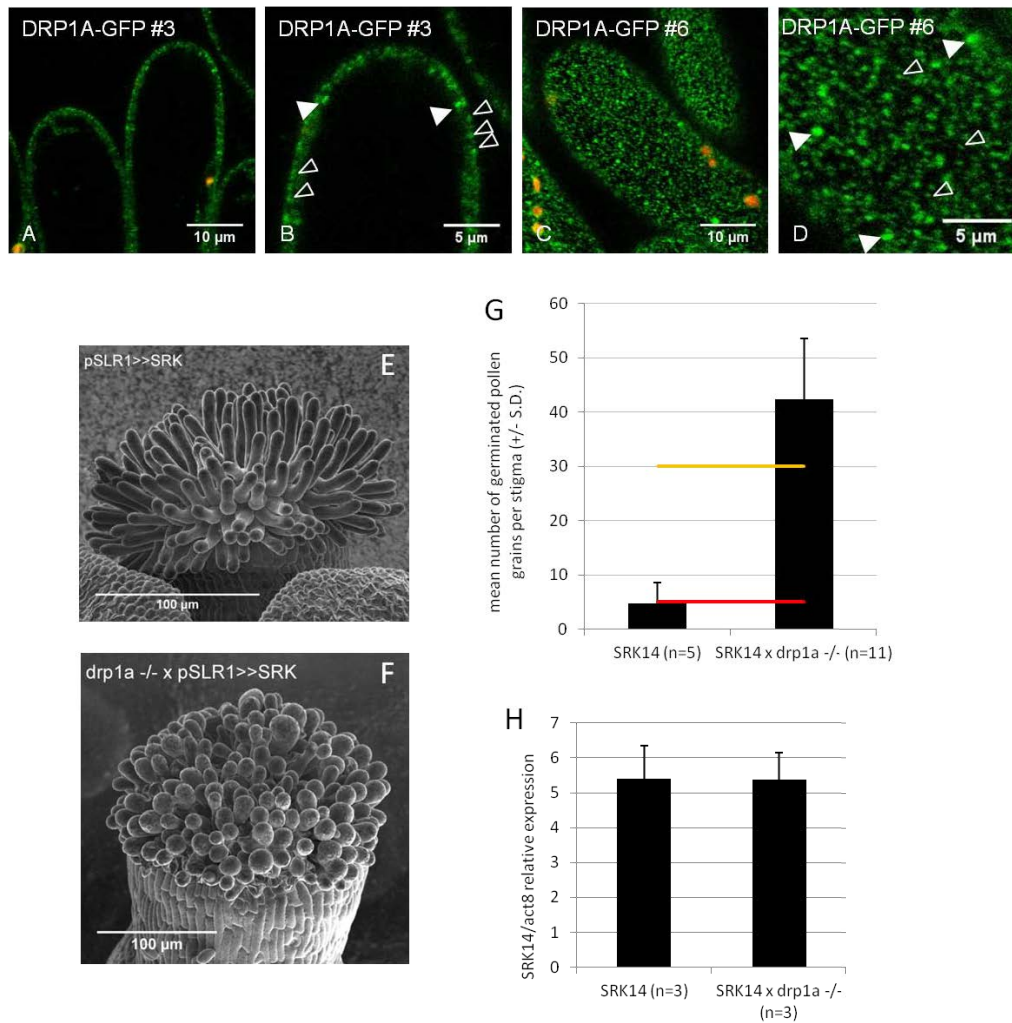 DRP1A-GFP #3
A
10 µm
DRP1A-GFP #3
B
5 µm
DRP1A-GFP #6
C
10 µm
DRP1A-GFP #6
D
5 µm
pSLR1>>SRK
E
100 µm
drp1a -/- x pSLR1>>SRK
F
100 µm
G
mean number of germinated pollen
grains per stigma (+/- S.D.)
60
50
40
30
20
10
0
SRK14 (n=5)
SRK14 x drp1a -/- (n=11)
H
SRK14/act8 relative expression
7
6
5
4
3
2
1
0
SRK14 (n=3)
SRK14 x drp1a -/-
(n=3)